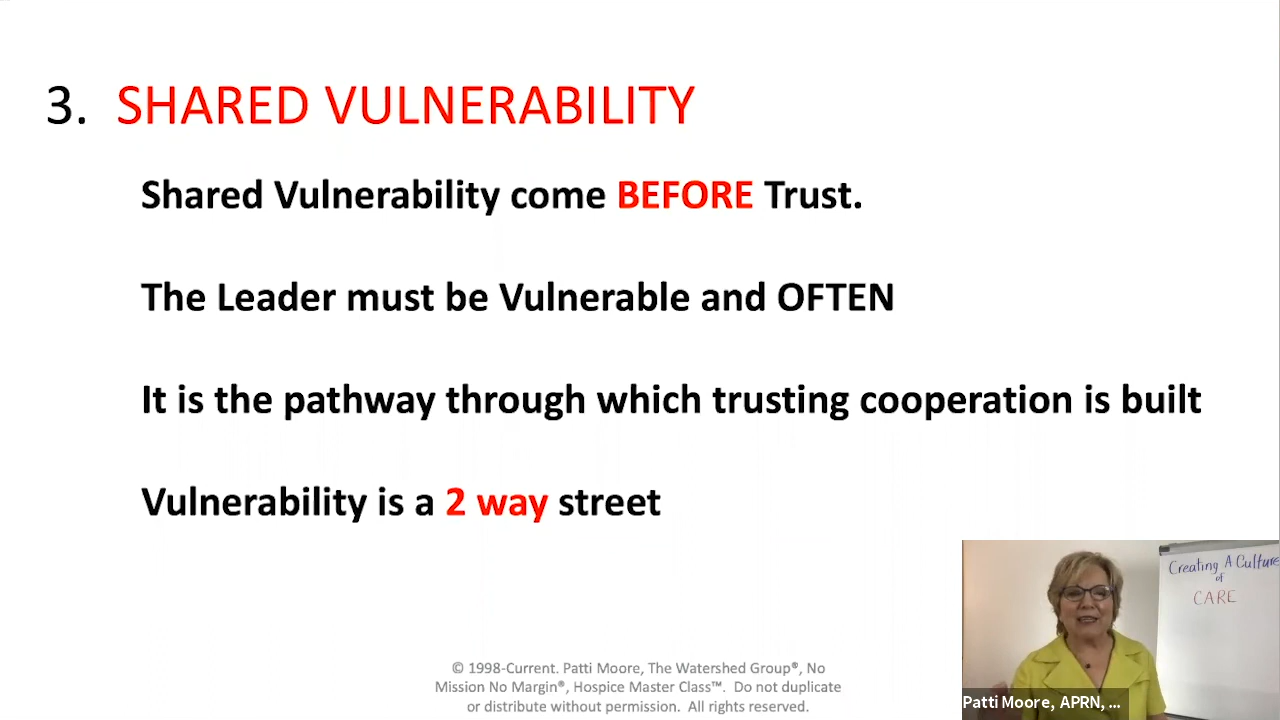 3. SHARED VULNERABILITY
Shared Vulnerability come BEFORE Trust.
The Leader must be Vulnerable and OFTEN
It is the pathway through which trusting cooperation is built
Vulnerability is a 2 way street
© 1998-Current. Patti Moore, The Watershed Group®, No
Mission No Margin®, Hospice Master Class™. Do not duplicate
or distribute without permission. All rights reserved.
Creating A Culture
of
CARE
Patti Moore, APRN, ...